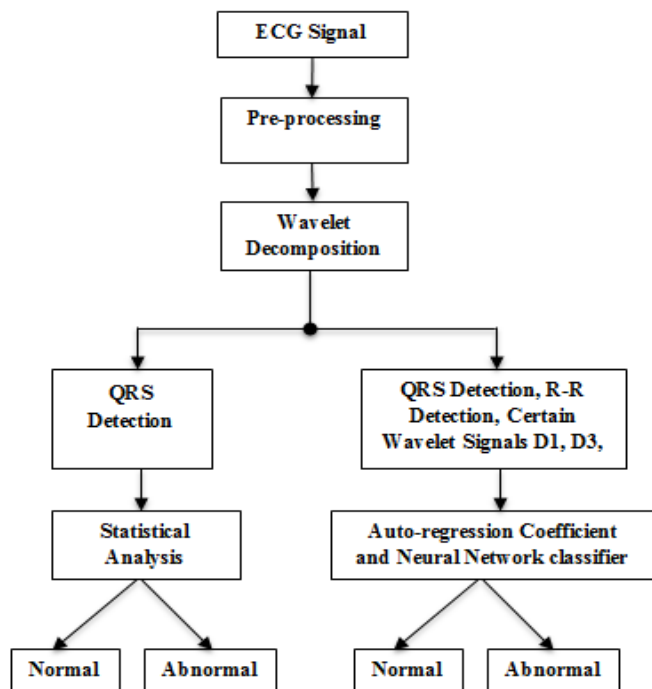 ECG Signal
Pre-processing
Wavelet
Decomposition
QRS
Detection
QRS Detection, R-R
Detection, Certain
Wavelet Signals D1, D3,
Statistical
Analysis
Auto-regression Coefficient
and Neural Network classifier
Normal
Abnormal
Normal
Abnormal